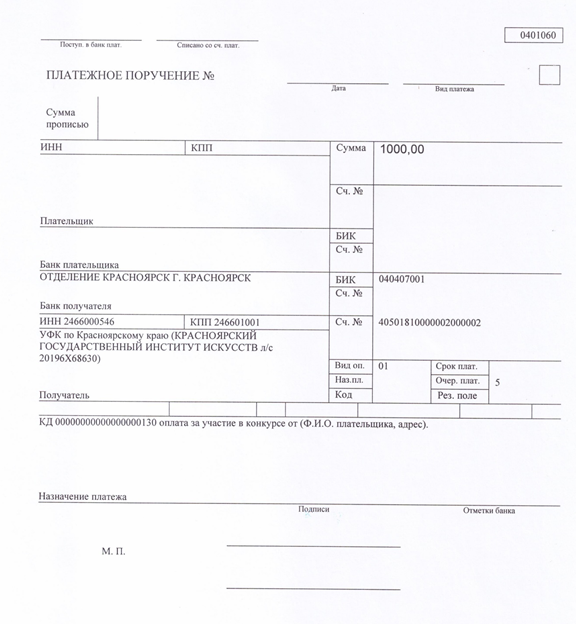 0401060
Поступ. в банк плат. Списано со сч. плат.
ПЛАТЕЖНОЕ ПОРУЧЕНИЕ №
Дата Вид платежа
Сумма
прописью
ИНН КПП Сумма 1000,00
Сч. №
Плательщик
БИК
Сч. №
Банк плательщика
ОТДЕЛЕНИЕ КРАСНОЯРСК Г. КРАСНОЯРСК БИК 040407001
Сч. №
Банк получателя
ИНН 2466000546 КПП 246601001 Сч. № 40501810000002000002
УФК по Красноярскому краю (КРАСНОЯРСКИЙ
ГОСУДАРСТВЕННЫЙ ИНСТИТУТ ИСКУССТВ л/с
20196Х68630)
Вид оп. 01 Срок плат.
Наз.пл. Очер. плат. 5
Получатель Код Рез. поле
КД 00000000000000000130 оплата за участие в конкурсе от (Ф.И.О. плательщика, адрес).
Назначение платежа
Подписи Отметки банка
М. П.